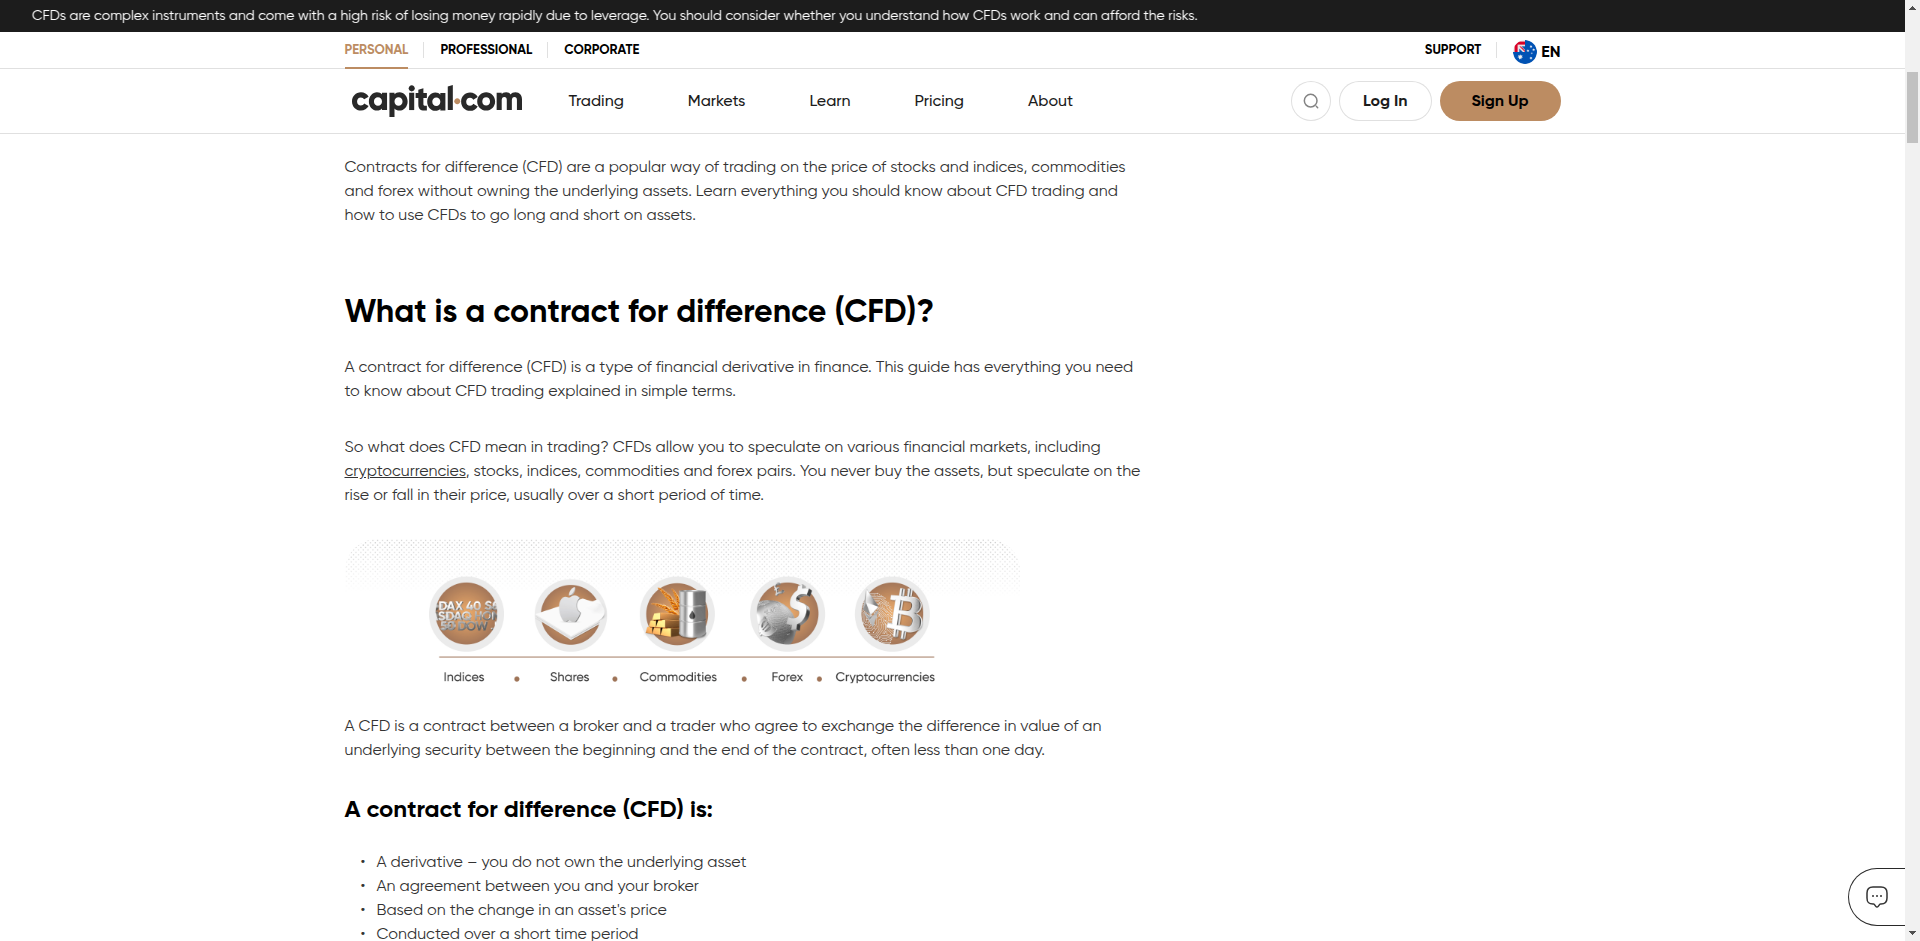 CFDs are complex instruments and come with a high risk of losing money rapidly due to leverage. You should consider whether you understand how CFDs work and can afford the risks.
PERSONAL
PROFESSIONAL
CORPORATE
SUPPORT
EN
capital.com
Trading
Markets
Learn
Pricing
About
Log In
Sign Up
Contracts for difference (CFD) are a popular way of trading on the price of stocks and indices, commodities
and forex without owning the underlying assets. Learn everything you should know about CFD trading and
how to use CFDs to go long and short on assets.
What is a contract for difference (CFD)?
A contract for difference (CFD) is a type of financial derivative in finance. This guide has everything you need
to know about CFD trading explained in simple terms.
So what does CFD mean in trading? CFDs allow you to speculate on various financial markets, including
cryptocurrencies, stocks, indices, commodities and forex pairs. You never buy the assets, but speculate on the
rise or fall in their price, usually over a short period of time.
DAX 40
Indices
Shares
Commodities
Forex
Cryptocurrencies
A CFD is a contract between a broker and a trader who agree to exchange the difference in value of an
underlying security between the beginning and the end of the contract, often less than one day.
A contract for difference (CFD) is:
• A derivative – you do not own the underlying asset
• An agreement between you and your broker
• Based on the change in an asset's price
• Conducted over a short time period